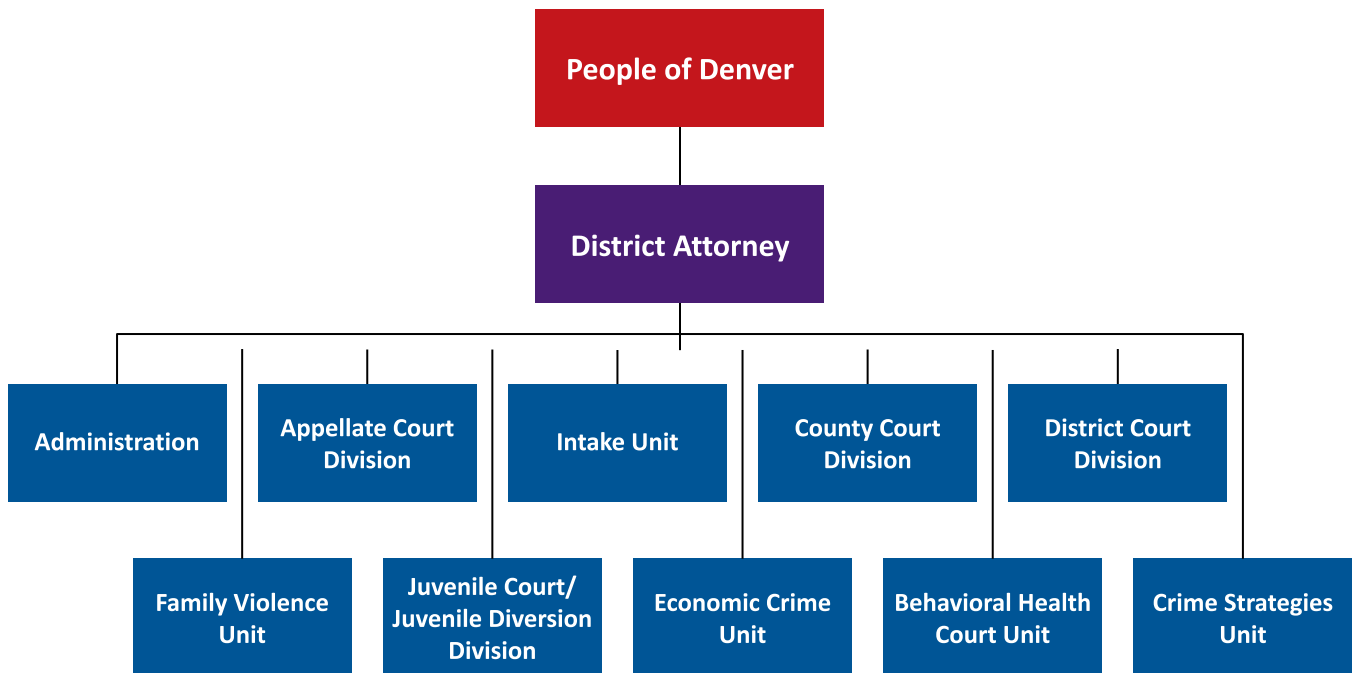 People of Denver
District Attorney
Administration
Appellate Court
Division
Intake Unit
County Court
Division
District Court
Division
Family Violence
Unit
Juvenile Court/
Juvenile Diversion
Division
Economic Crime
Unit
Behavioral Health
Court Unit
Crime Strategies
Unit